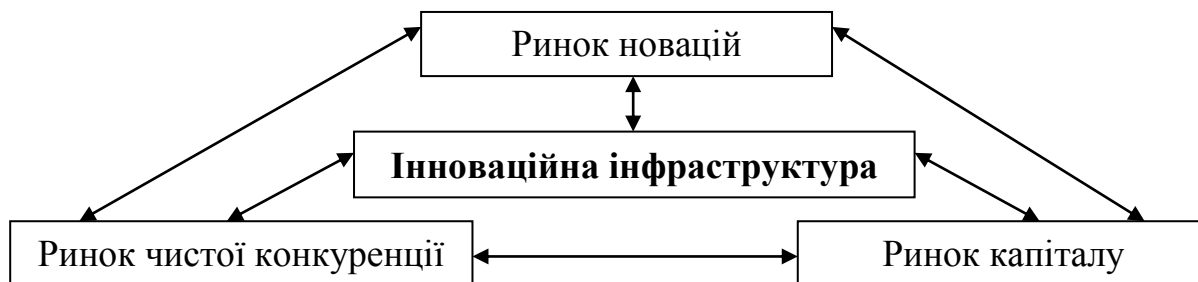 Ринок новацій
Інноваційна інфраструктура
Ринок чистої конкуренції
Ринок капіталу